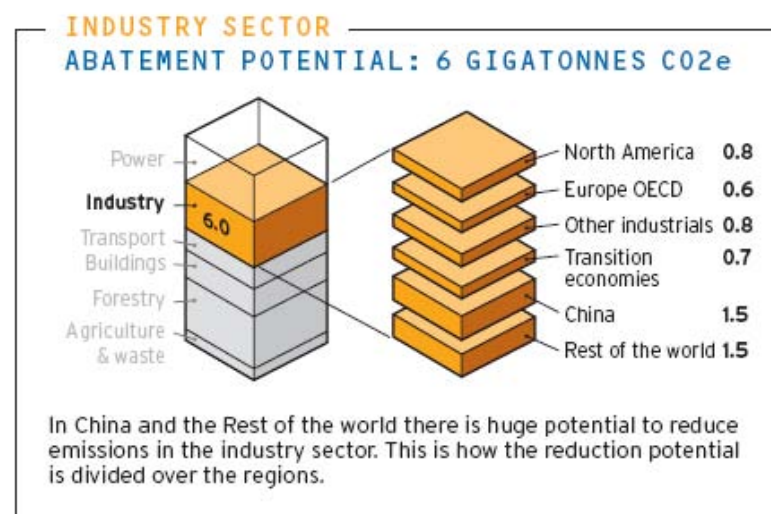 INDUSTRY SECTOR
ABATEMENT POTENTIAL: 6 GIGATONNES CO2e
Power
Industry
6.0
Transport
Buildings
Forestry
Agriculture
& waste
North America 0.8
Europe OECD 0.6
Other industrials 0.8
Transition 0.7
economies
China 1.5
Rest of the world 1.5
In China and the Rest of the world there is huge potential to reduce
emissions in the industry sector. This is how the reduction potential
is divided over the regions.